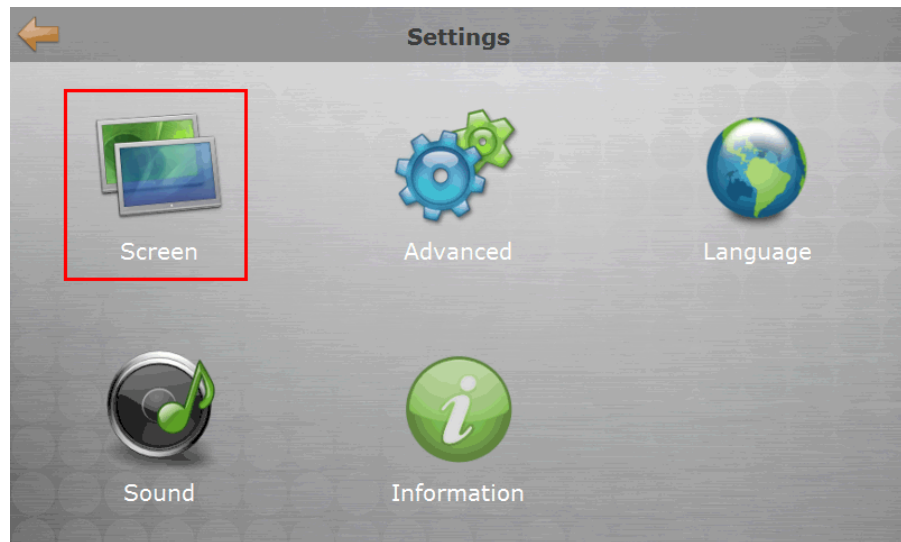 Settings
Screen
Advanced
Language
Sound
Information